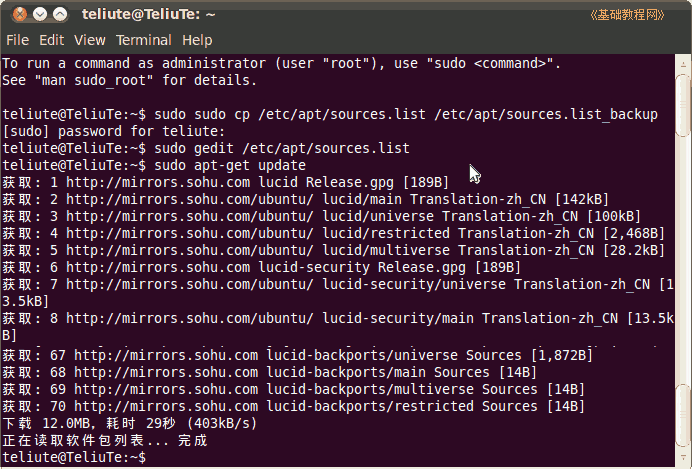 teliute@TeliuTe: ~
《基础教程网》
File Edit View Terminal Help
To run a command as administrator (user "root"), use "sudo <command>".
See "man sudo_root" for details.
teliute@TeliuTe:~$ sudo sudo cp /etc/apt/sources.list /etc/apt/sources.list_backup
[sudo] password for teliute:
teliute@TeliuTe:~$ sudo gedit /etc/apt/sources.list
teliute@TeliuTe:~$ sudo apt-get update
获取: 1 http://mirrors.sohu.com lucid Release.gpg [189B]
获取: 2 http://mirrors.sohu.com/ubuntu/ lucid/main Translation-zh_CN [142kB]
获取: 3 http://mirrors.sohu.com/ubuntu/ lucid/universe Translation-zh_CN [100kB]
获取: 4 http://mirrors.sohu.com/ubuntu/ lucid/restricted Translation-zh_CN [2,468B]
获取: 5 http://mirrors.sohu.com/ubuntu/ lucid/multiverse Translation-zh_CN [28.2kB]
获取: 6 http://mirrors.sohu.com lucid-security Release.gpg [189B]
获取: 7 http://mirrors.sohu.com/ubuntu/ lucid-security/universe Translation-zh_CN [1
3.5kB]
获取: 8 http://mirrors.sohu.com/ubuntu/ lucid-security/main Translation-zh_CN [13.5k
B]
获取: 67 http://mirrors.sohu.com lucid-backports/universe Sources [1,872B]
获取: 68 http://mirrors.sohu.com lucid-backports/main Sources [14B]
获取: 69 http://mirrors.sohu.com lucid-backports/multiverse Sources [14B]
获取: 70 http://mirrors.sohu.com lucid-backports/restricted Sources [14B]
下载 12.0MB，耗时 29秒 (403kB/s)
正在读取软件包列表... 完成
teliute@TeliuTe:~$